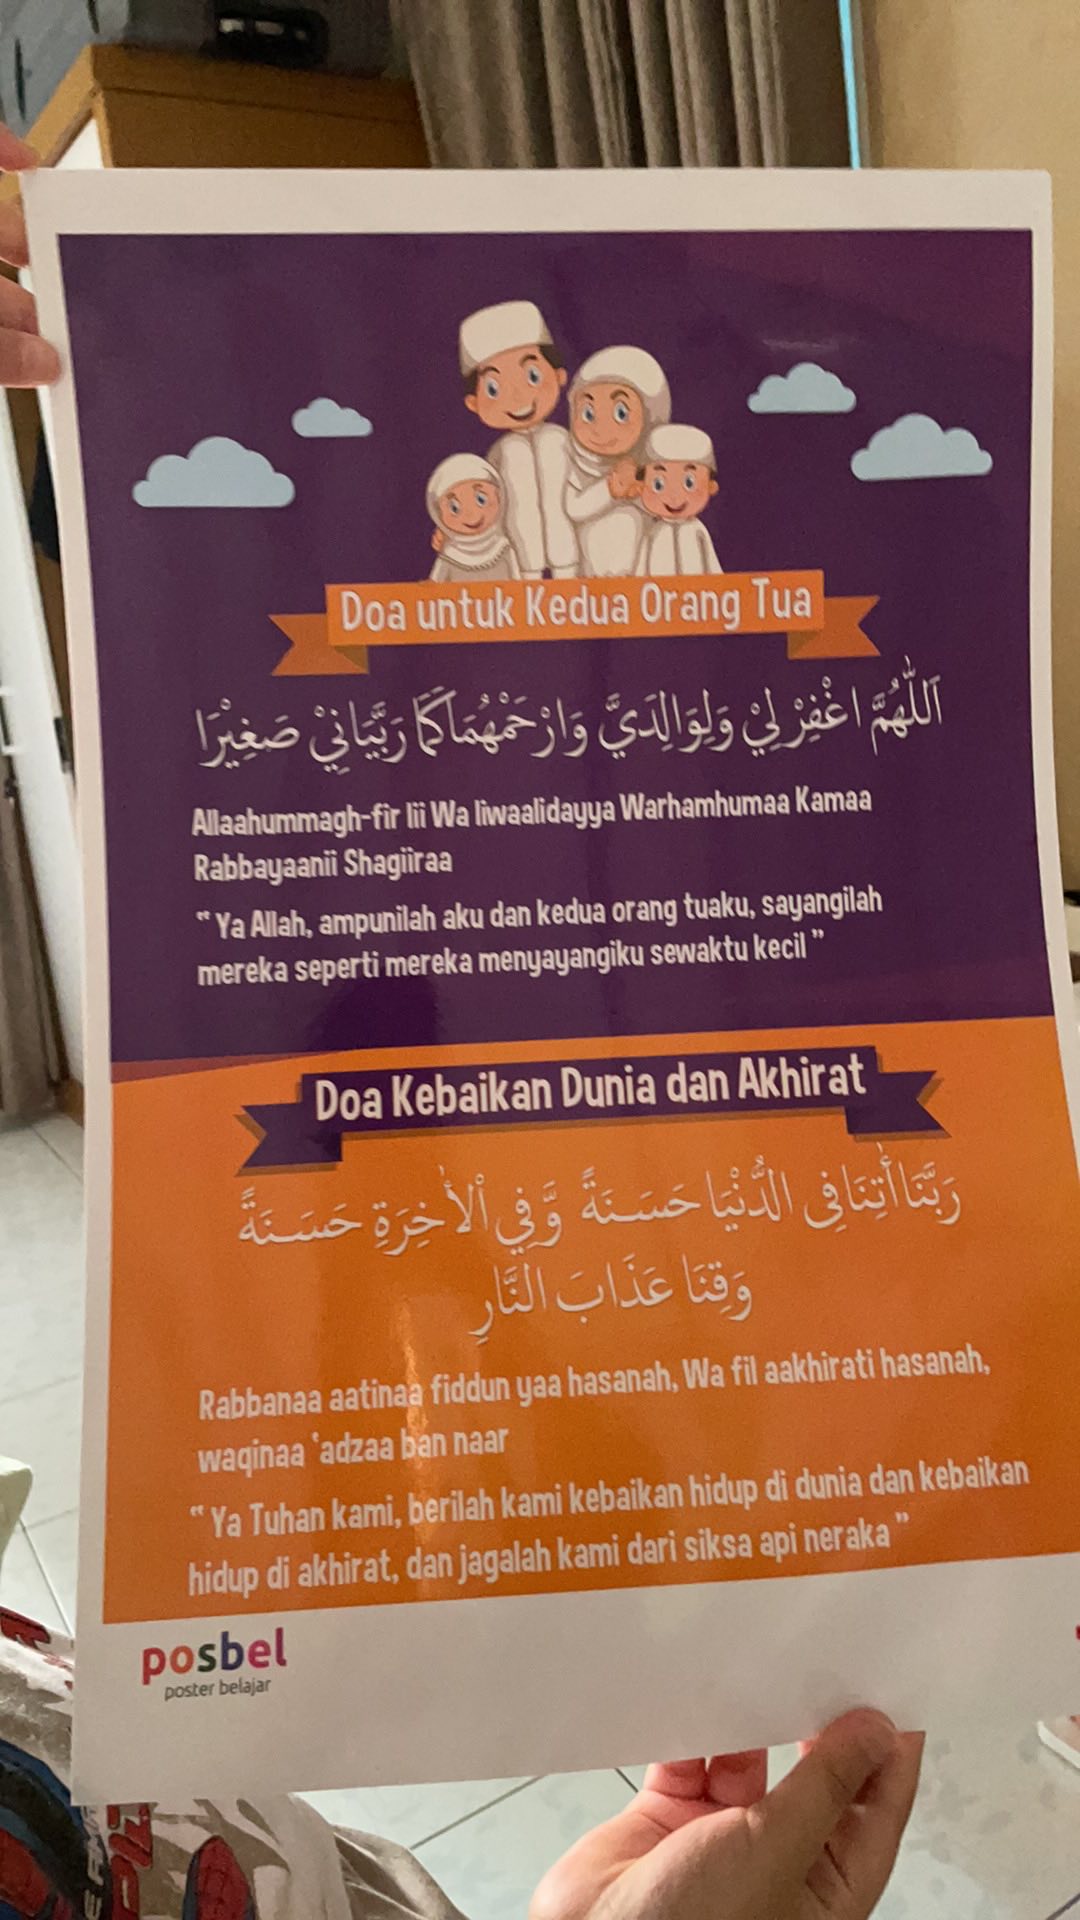 Doa untuk Kedua Orang Tua
اَللّٰهُمَّ اغْفِرْ لِيْ وَلِوَالِدَيَّ وَارْحَمْهُمَا كَمَا رَبَّيَانِيْ صَغِيْرَا
Allaahummagh-fir lii Wa liwaalidayya Warhamhumaa Kamaa
Rabbayaanii Shagiiraa
" Ya Allah, ampunilah aku dan kedua orang tuaku, sayangilah
mereka seperti mereka menyayangiku sewaktu kecil "
Doa Kebaikan Dunia dan Akhirat
رَبَّنَا أَتِنَا فِى الدُّنْيَا حَسَنَةً وَّفِي اْلأٰخِرَةِ حَسَنَةً
وَقِنَا عَذَابَ النَّارِ
Rabbanaa aatinaa fiddun yaa hasanah, Wa fil aakhirati hasanah,
waqinaa 'adzaa ban naar
" Ya Tuhan kami, berilah kami kebaikan hidup di dunia dan kebaikan
hidup di akhirat, dan jagalah kami dari siksa api neraka "
posbel
poster belajar